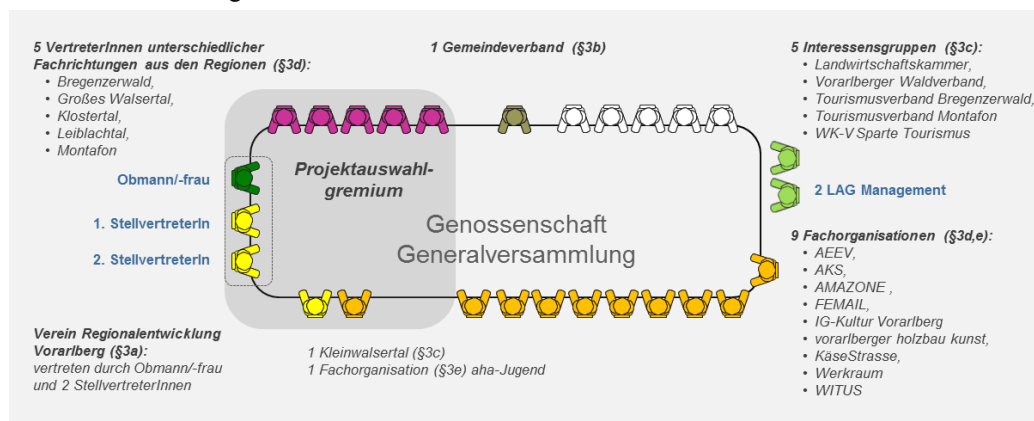 5 VertreterInnen unterschiedlicher
Fachrichtungen aus den Regionen (§3d):
• Bregenzerwald,
• Großes Walsertal,
• Klostertal,
• Leiblachtal,
• Montafon
1 Gemeindeverband (§3b)
5 Interessensgruppen (§3c):
• Landwirtschaftskammer,
• Vorarlberger Waldverband,
• Tourismusverband Bregenzerwald,
• Tourismusverband Montafon
• WK-V Sparte Tourismus
Projektauswahl-
gremium
Obmann/-frau
1. StellvertreterIn
2. StellvertreterIn
Genossenschaft
Generalversammlung
2 LAG Management
9 Fachorganisationen (§3d,e):
• AEEV,
• AKS,
• AMAZONE ,
• FEMAIL,
• IG-Kultur Vorarlberg
• vorarlberger holzbau kunst,
• KäseStrasse,
• Werkraum
• WITUS
Verein Regionalentwicklung
Vorarlberg (§3a):
vertreten durch Obmann/-frau
und 2 StellvertreterInnen
1 Kleinwalsertal (§3c)
1 Fachorganisation (§3e) aha-Jugend